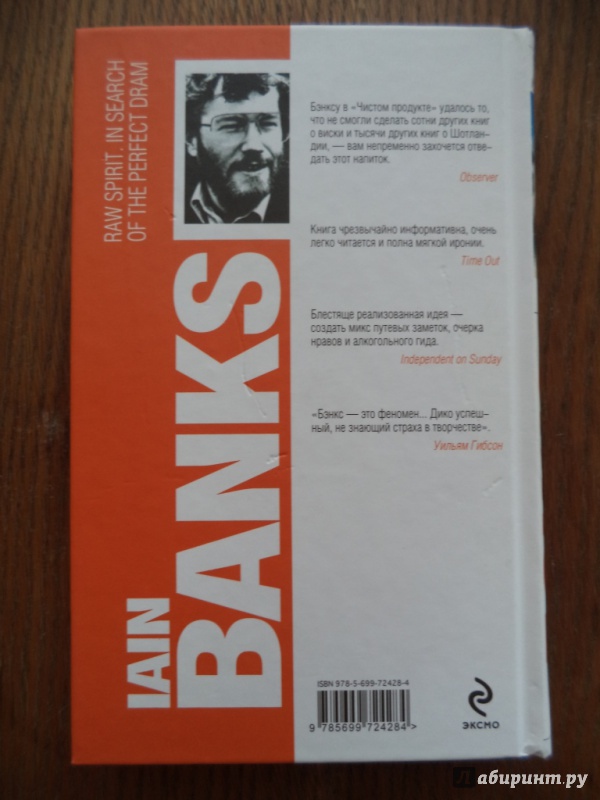 RAW SPIRIT. IN SEARCH
OF THE PERFECT DRAM
IAIN
BANKS
Бэнксу в «Чистом продукте» удалось то,
что не смогли сделать сотни других книг
о виски и тысячи других книг о Шотлан-
дии, — вам непременно захочется отве-
дать этот напиток.
Observer
Книга чрезвычайно информативна, очень
легко читается и полна мягкой иронии.
Time Out
Блестяще реализованная идея —
создать микс путевых заметок, очерка
нравов и алкогольного гида.
Independent on Sunday
«Бэнкс — это феномен... Дико успеш-
ный, не знающий страха в творчестве».
Уильям Гибсон
ISBN 978-5-699-72428-4
9 785699 724284 >
ЭКСМО
Лабиринт.ру